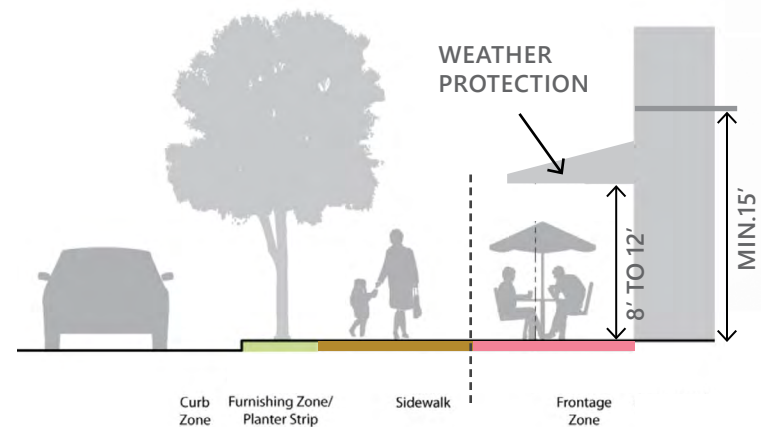 WEATHER
PROTECTION
8’ TO 12’
MIN.15’
Curb
Zone
Furnishing Zone/
Planter Strip
Sidewalk
Frontage
Zone